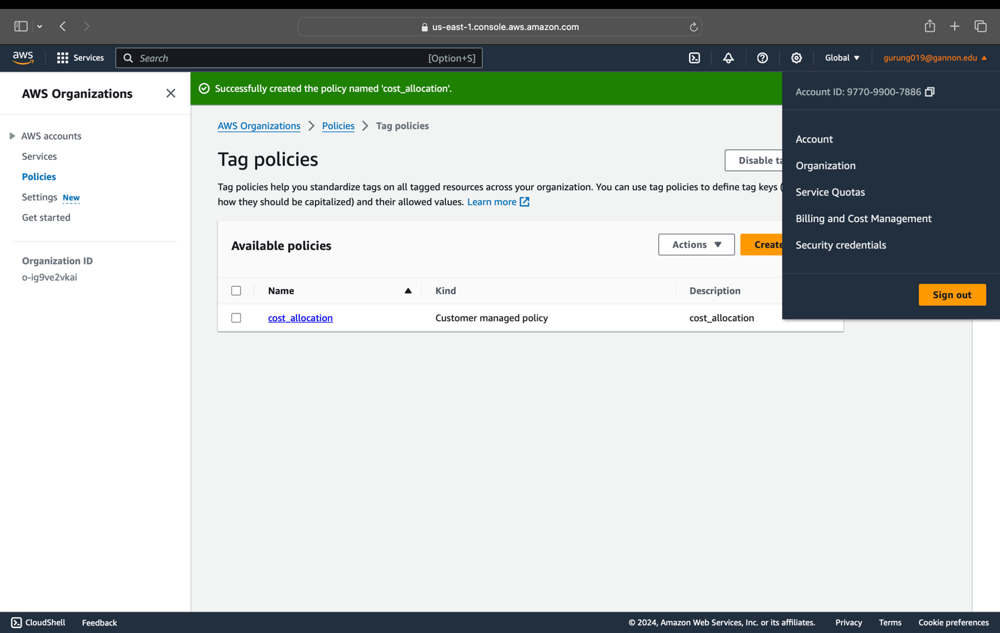 us-east-1.console.aws.amazon.com
aws
Services
Search
[Option+S]
Global
gurung019@gannon.edu
AWS Organizations
AWS accounts
Services
Policies
Settings New
Get started
Organization ID
o-ig9ve2vkai
Successfully created the policy named 'cost_allocation'.
AWS Organizations
Policies
Tag policies
Tag policies
Disable ta
Tag policies help you standardize tags on all tagged resources across your organization. You can use tag policies to define tag keys (
how they should be capitalized) and their allowed values. Learn more
Available policies
Actions
Create
Name
Kind
Description
cost_allocation
Customer managed policy
cost_allocation
Account ID: 9770-9900-7886
Account
Organization
Service Quotas
Billing and Cost Management
Security credentials
Sign out
CloudShell
Feedback
© 2024, Amazon Web Services, Inc. or its affiliates.
Privacy
Terms
Cookie preferences